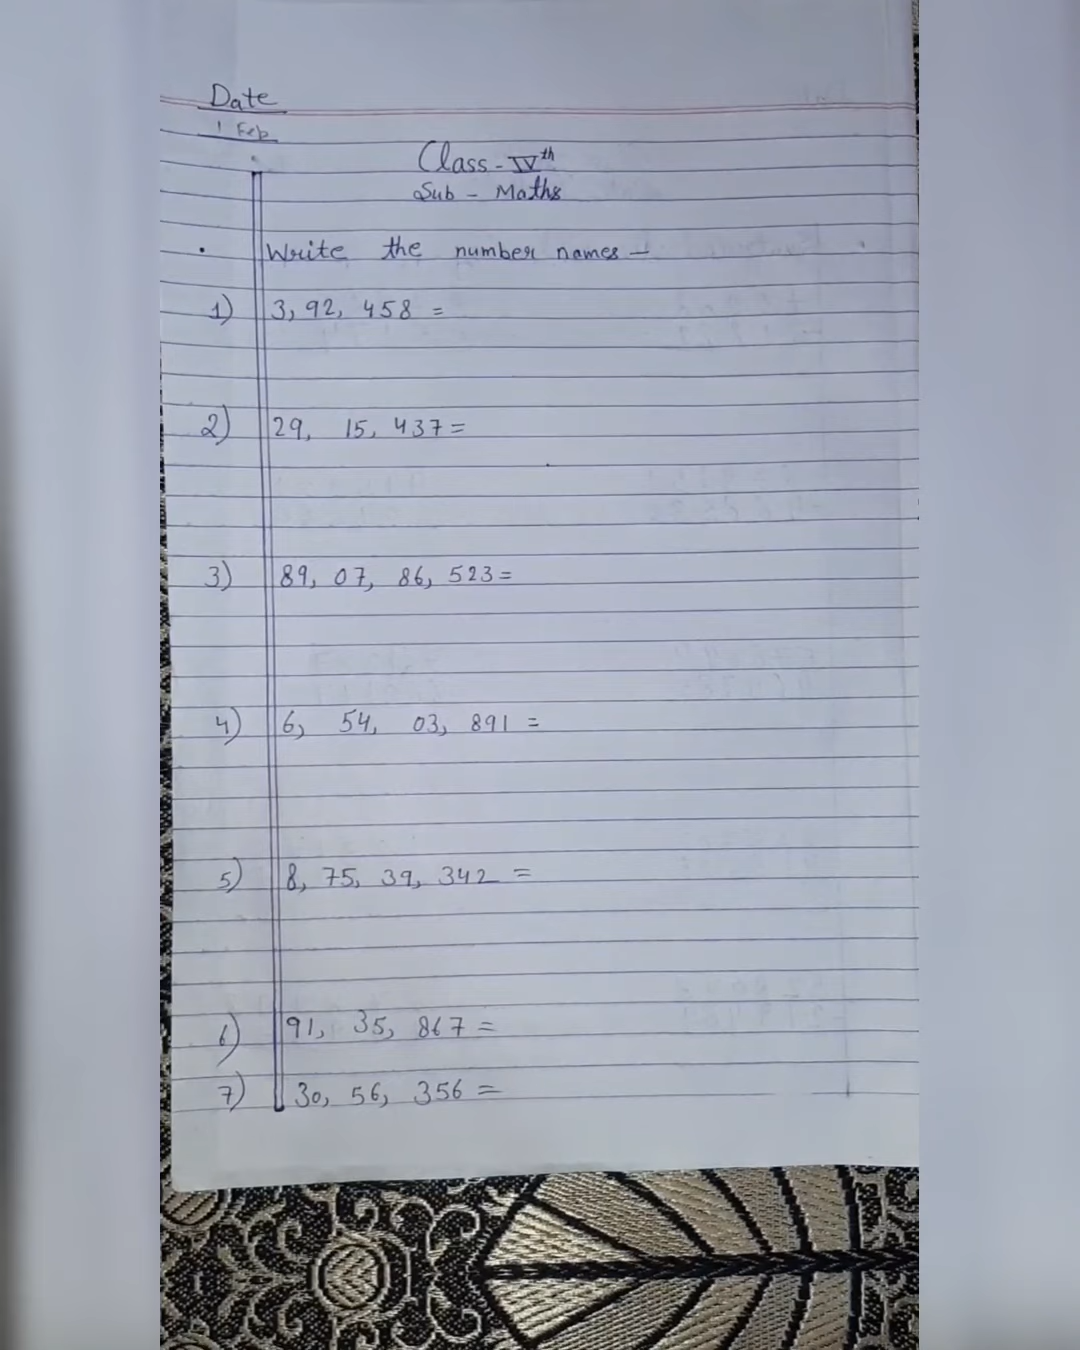 Date
1 Feb
Class - IVth
Sub - Maths
• Write the number names -
1) 3, 92, 458 =
2) 29, 15, 437 =
3) 89, 07, 86, 523 =
4) 6, 54, 03, 891 =
5) 8, 75, 39, 342 =
6) 91, 35, 867 =
7) 30, 56, 356 =